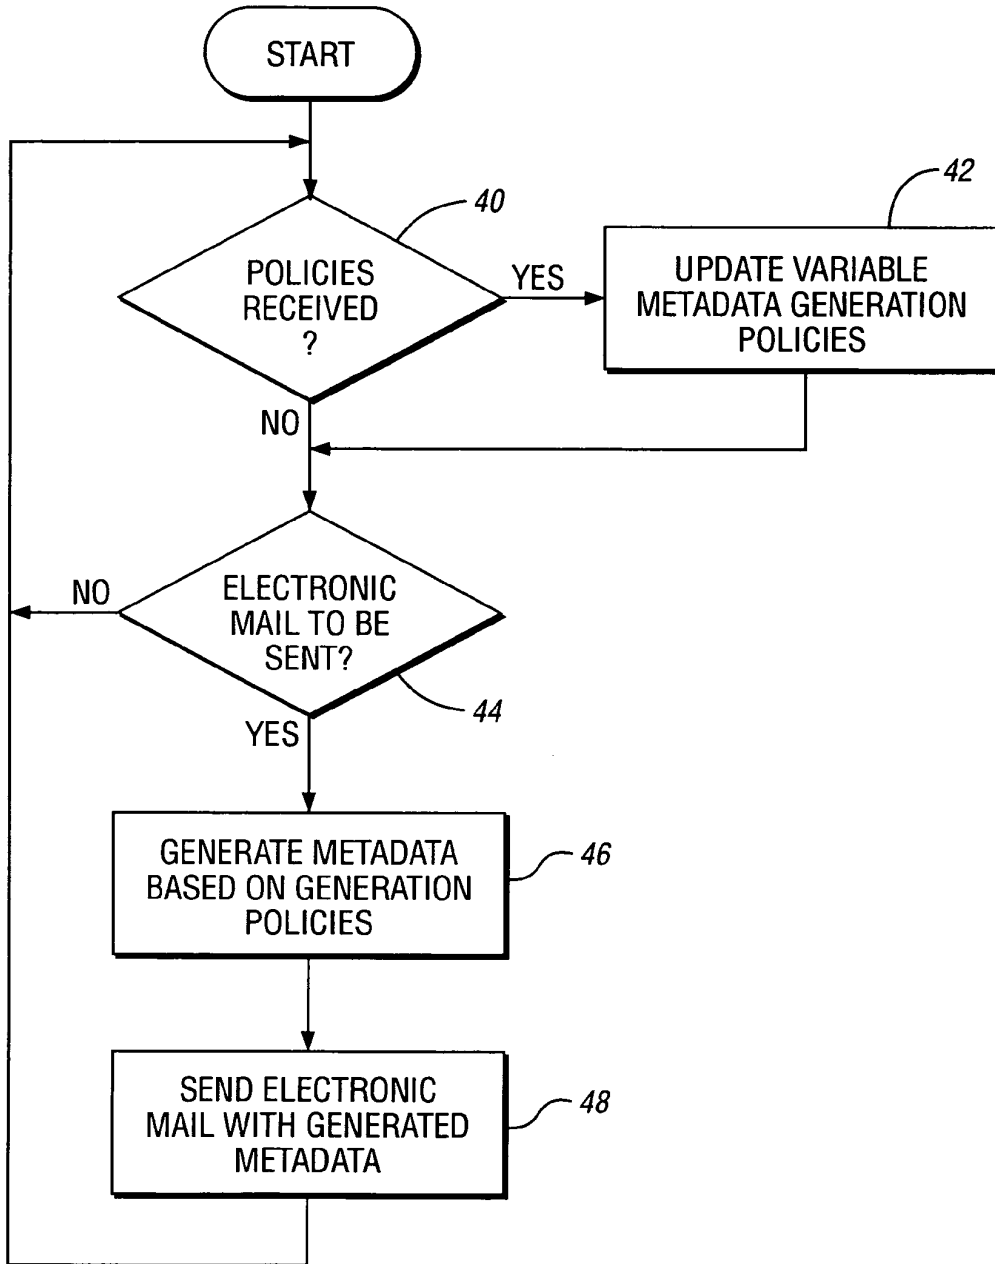 START
40
POLICIES
RECEIVED
?
YES
42
UPDATE VARIABLE
METADATA GENERATION
POLICIES
NO
ELECTRONIC
MAIL TO BE
SENT?
NO
44
YES
GENERATE METADATA
BASED ON GENERATION
POLICIES
46
SEND ELECTRONIC
MAIL WITH GENERATED
METADATA
48